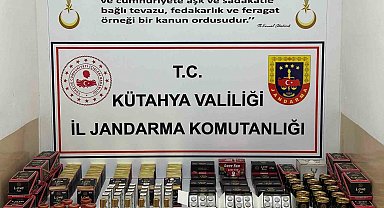 ve cumhuriyete aşk ve sadakatle
bağlı tevazu, fedakarlık ve feragat
örneği bir kanun ordusudur.
T.C.
KÜTAHYA VALİLİĞİ
İL JANDARMA KOMUTANLIĞI
JANDARMA